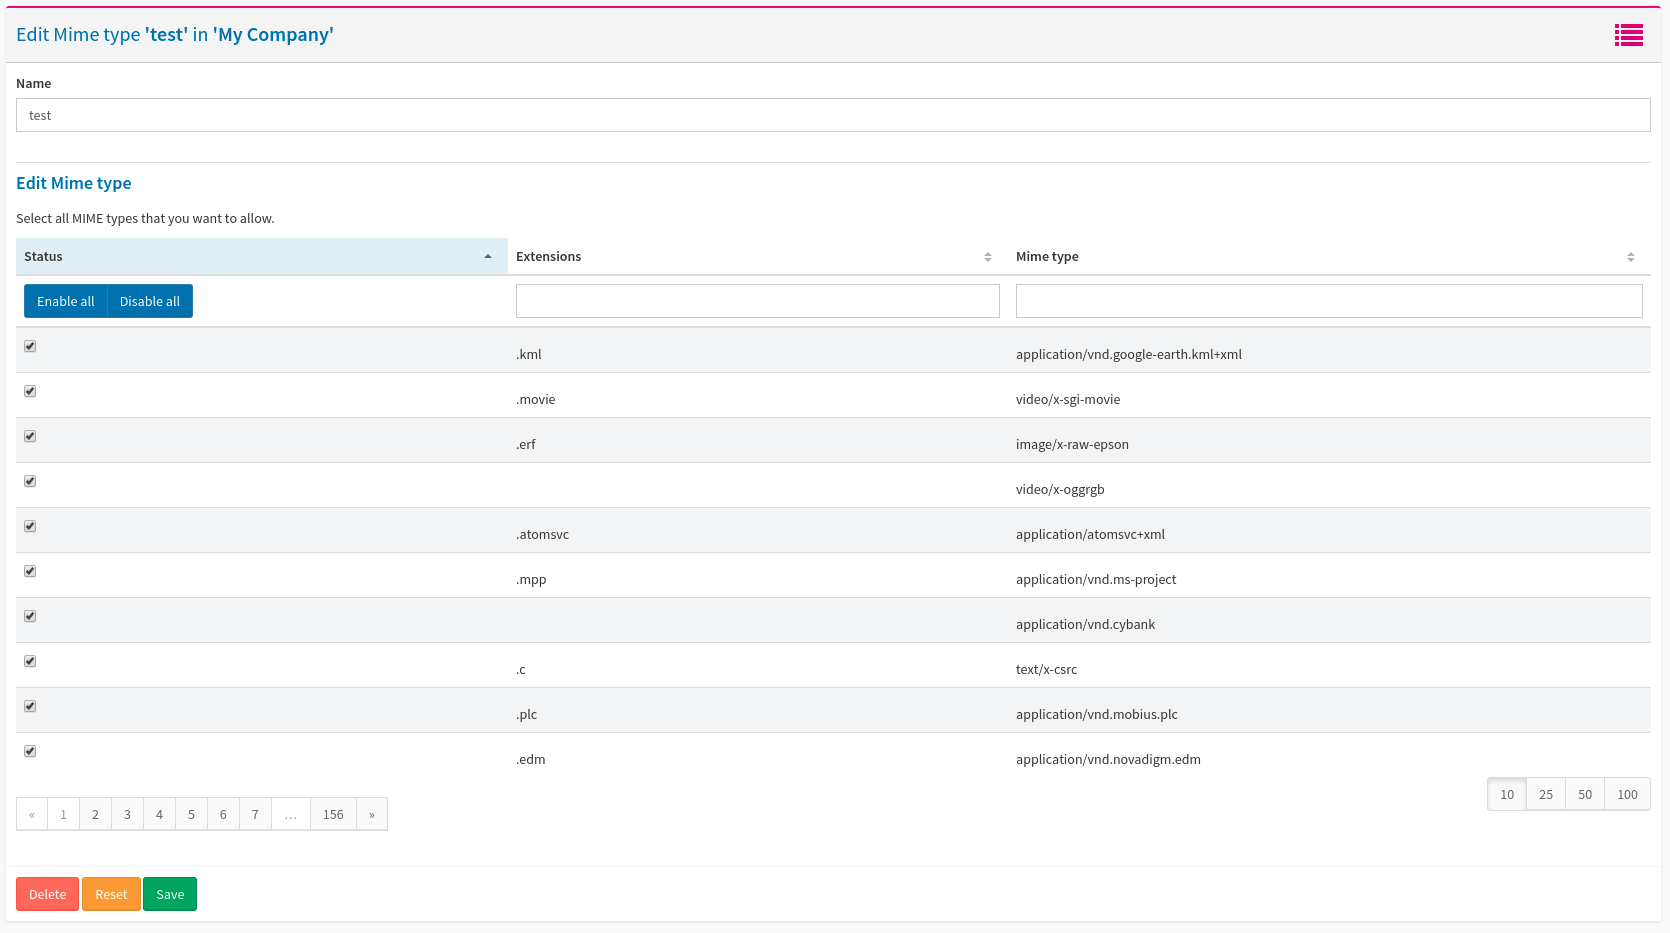 Edit Mime type 'test' in 'My Company'
Name
test
Edit Mime type
Select all MIME types that you want to allow.
Status Extensions Mime type
Enable all Disable all
.kml application/vnd.google-earth.kml+xml
.movie video/x-sgi-movie
.erf image/x-raw-epson
video/x-oggrgb
.atomsvc application/atomsvc+xml
.mpp application/vnd.ms-project
application/vnd.cybank
.c text/x-csrc
.plc application/vnd.mobius.plc
.edm application/vnd.novadigm.edm
10 25 50 100
« 1 2 3 4 5 6 7 … 156 »
Delete Reset Save